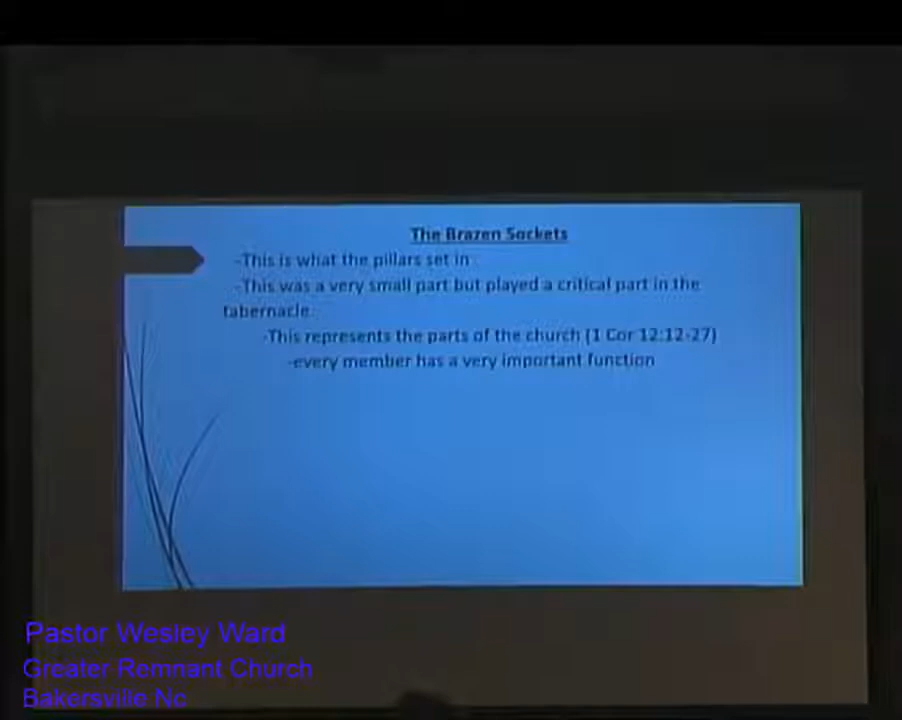 The Brazen Sockets
-This is what the pillars set in
-This was a very small part but played a critical part in the
tabernacle
-This represents the parts of the church (1 Cor 12:12-27)
-every member has a very important function
Pastor Wesley Ward
Greater Remnant Church
Bakersville Nc